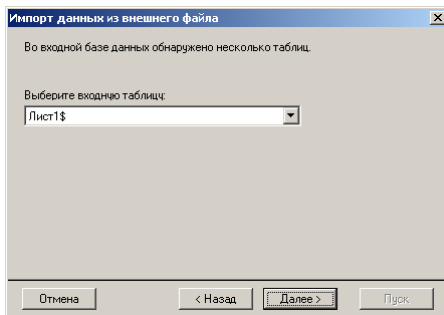 Импорт данных из внешнего файла
Во входной базе данных обнаружено несколько таблиц.
Выберите входную таблицу:
Лист1$
Отмена
< Назад
Далее >
Пуск